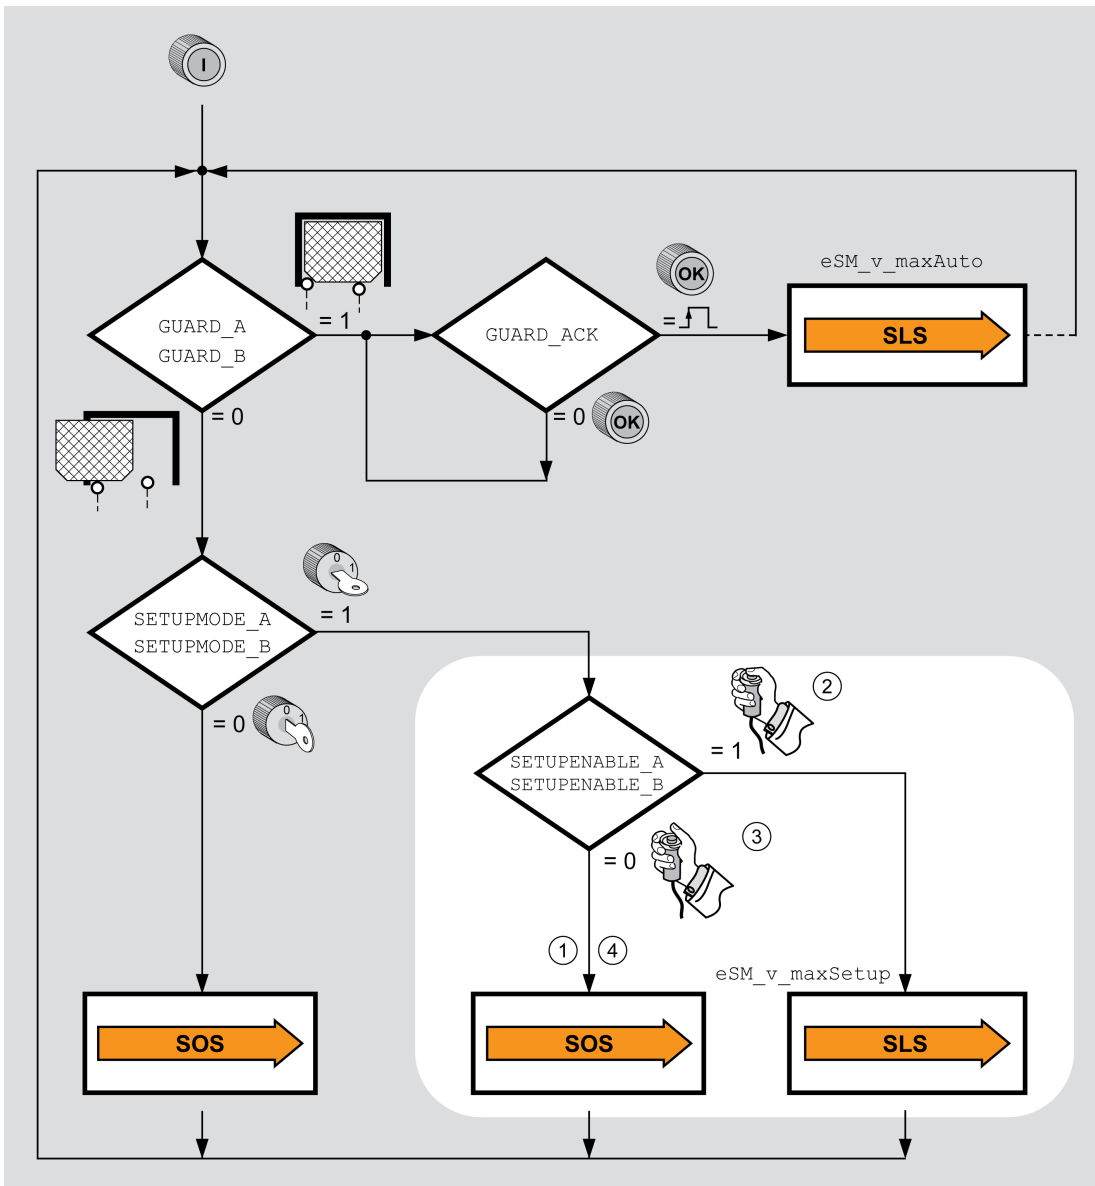 I
eSM_v_maxAuto
GUARD_A
GUARD_B
= 1
GUARD_ACK
OK
=
SLS
= 0
= 0
OK
0
1
SETUPMODE_A
SETUPMODE_B
= 1
= 0
0
1
2
SETUPENABLE_A
SETUPENABLE_B
= 1
3
= 0
1
4
eSM_v_maxSetup
SOS
SOS
SLS